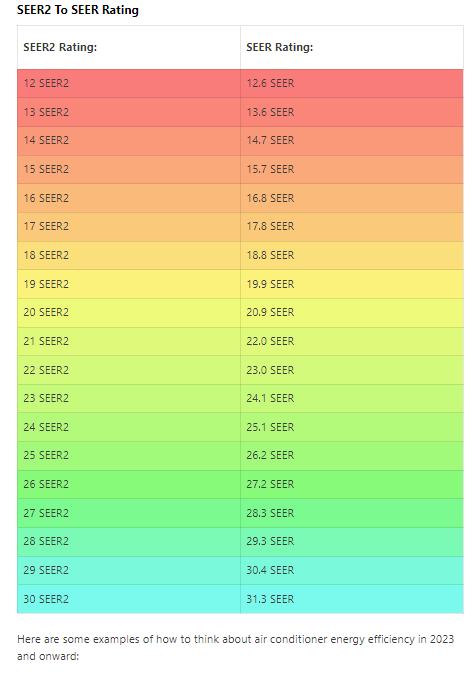 SEER2 To SEER Rating
SEER2 Rating: SEER Rating:
12 SEER2 12.6 SEER
13 SEER2 13.6 SEER
14 SEER2 14.7 SEER
15 SEER2 15.7 SEER
16 SEER2 16.8 SEER
17 SEER2 17.8 SEER
18 SEER2 18.8 SEER
19 SEER2 19.9 SEER
20 SEER2 20.9 SEER
21 SEER2 22.0 SEER
22 SEER2 23.0 SEER
23 SEER2 24.1 SEER
24 SEER2 25.1 SEER
25 SEER2 26.2 SEER
26 SEER2 27.2 SEER
27 SEER2 28.3 SEER
28 SEER2 29.3 SEER
29 SEER2 30.4 SEER
30 SEER2 31.3 SEER
Here are some examples of how to think about air conditioner energy efficiency in 2023
and onward: